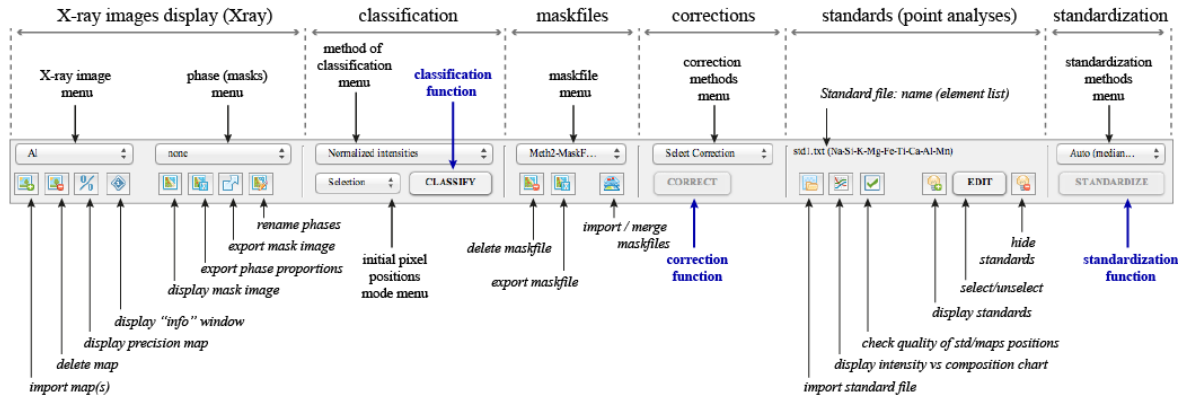 X-ray images display (Xray)
classification
maskfiles
corrections
standards (point analyses)
standardization
X-ray image
menu
phase (masks)
menu
method of
classification
menu
classification
function
maskfile
menu
correction
methods
menu
Standard file: name (element list)
standardization
methods
menu
Al
none
Normalized intensities
Meth2-MaskF...
Select Correction
std1.txt (Na-Si-K-Mg-Fe-Ti-Ca-Al-Mn)
Auto (median...
Selection
CLASSIFY
CORRECT
EDIT
STANDARDIZE
rename phases
export mask image
export phase proportions
display mask image
display “info” window
display precision map
delete map
import map(s)
initial pixel
positions
mode menu
delete maskfile
export maskfile
import / merge
maskfiles
correction
function
hide
standards
select/unselect
display standards
check quality of std/maps positions
display intensity vs composition chart
import standard file
standardization
function